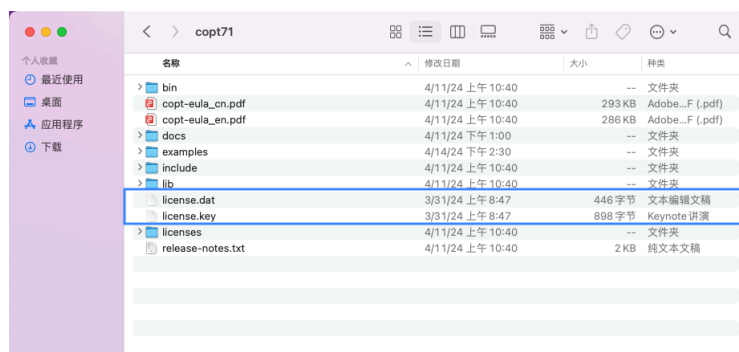 copt71
个人收藏
最近使用
桌面
应用程序
下载
名称 修改日期 大小 种类
bin 4/11/24 上午 10:40 -- 文件夹
copt-eula_cn.pdf 4/11/24 上午 10:40 293 KB Adobe...F (.pdf)
copt-eula_en.pdf 4/11/24 上午 10:40 286 KB Adobe...F (.pdf)
docs 4/11/24 下午 1:00 -- 文件夹
examples 4/14/24 下午 2:30 -- 文件夹
include 4/11/24 上午 10:40 -- 文件夹
lib 4/11/24 上午 10:40 -- 文件夹
license.dat 3/31/24 上午 8:47 446 字节 文本编辑文稿
license.key 3/31/24 上午 8:47 898 字节 Keynote 讲演
licenses 4/11/24 上午 10:40 -- 文件夹
release-notes.txt 4/11/24 上午 10:40 2 KB 纯文本文稿